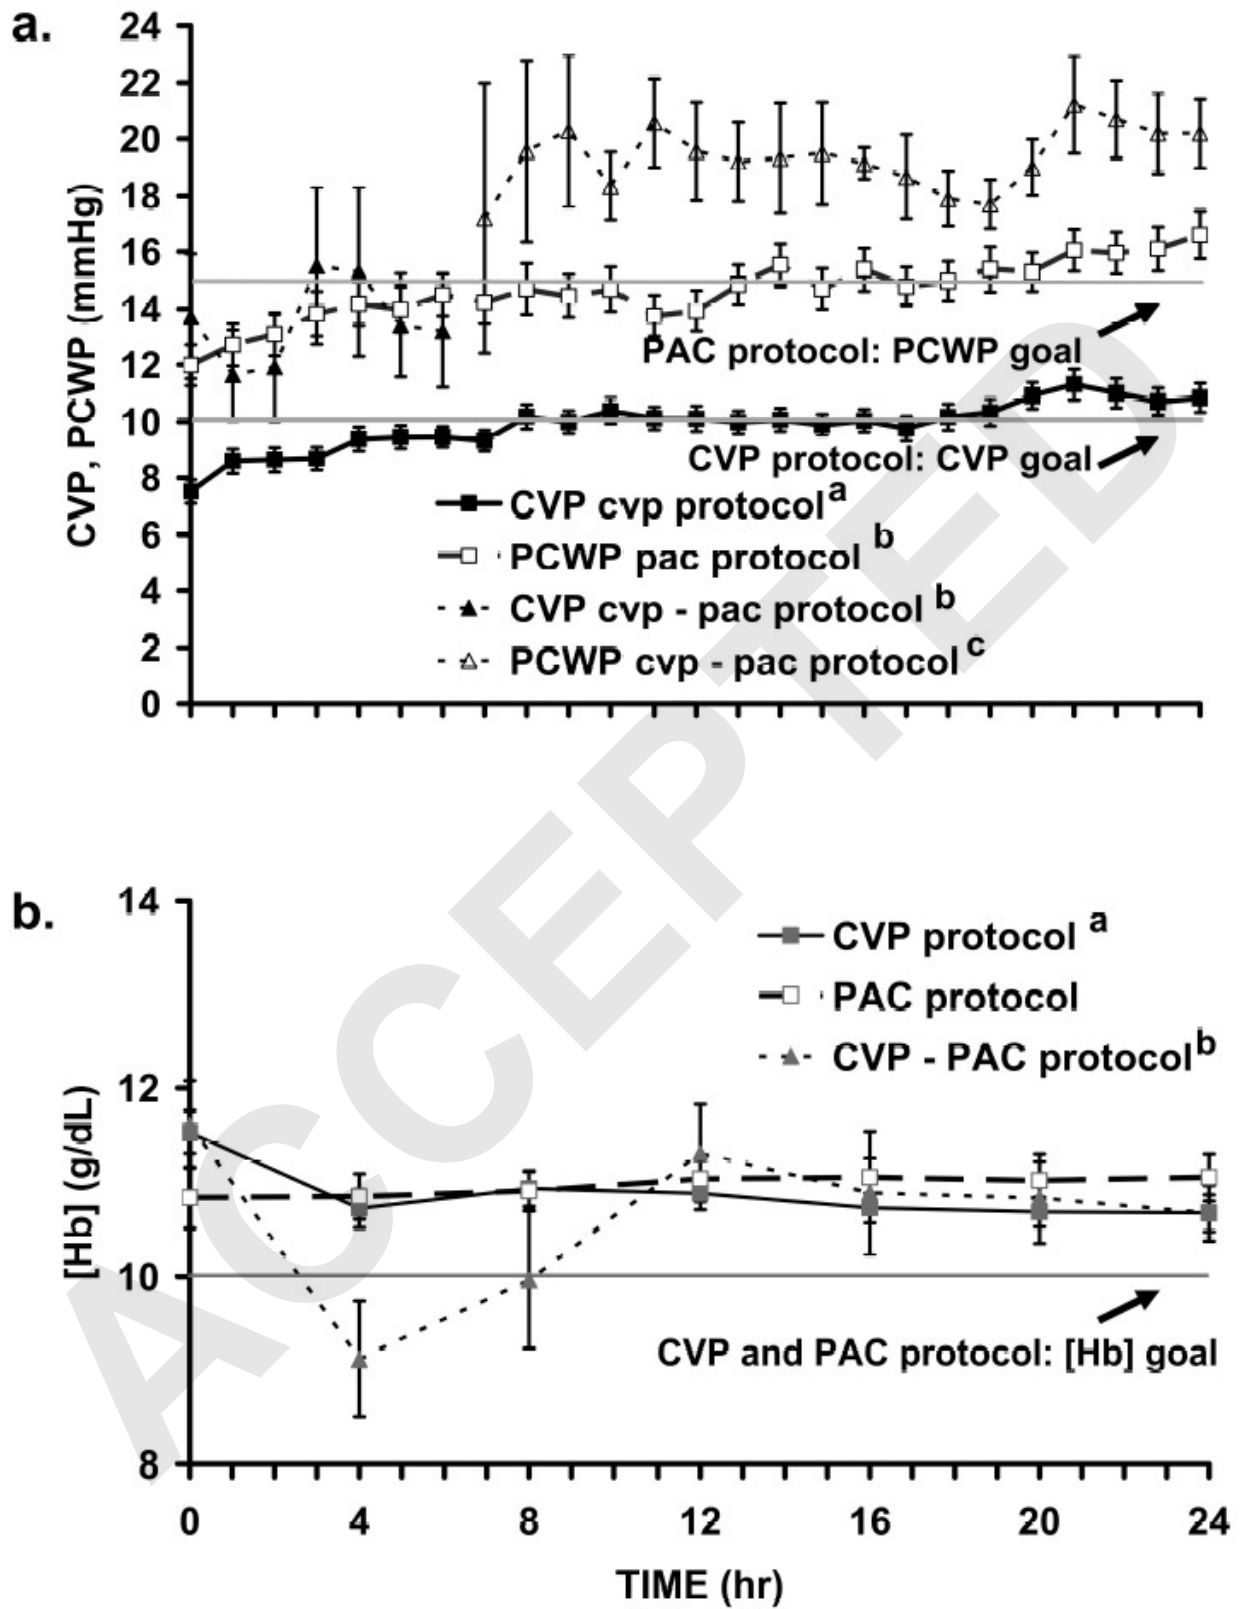 a.
24
22
20
18
16
14
12
10
8
6
4
2
0
CVP, PCWP (mmHg)
PAC protocol: PCWP goal
CVP protocol: CVP goal
CVP cvp protocol a
PCWP pac protocol b
CVP cvp - pac protocol b
PCWP cvp - pac protocol c
b.
14
12
10
8
[Hb] (g/dL)
CVP protocol a
PAC protocol
CVP - PAC protocol b
CVP and PAC protocol: [Hb] goal
0 4 8 12 16 20 24
TIME (hr)
ACCEPTED